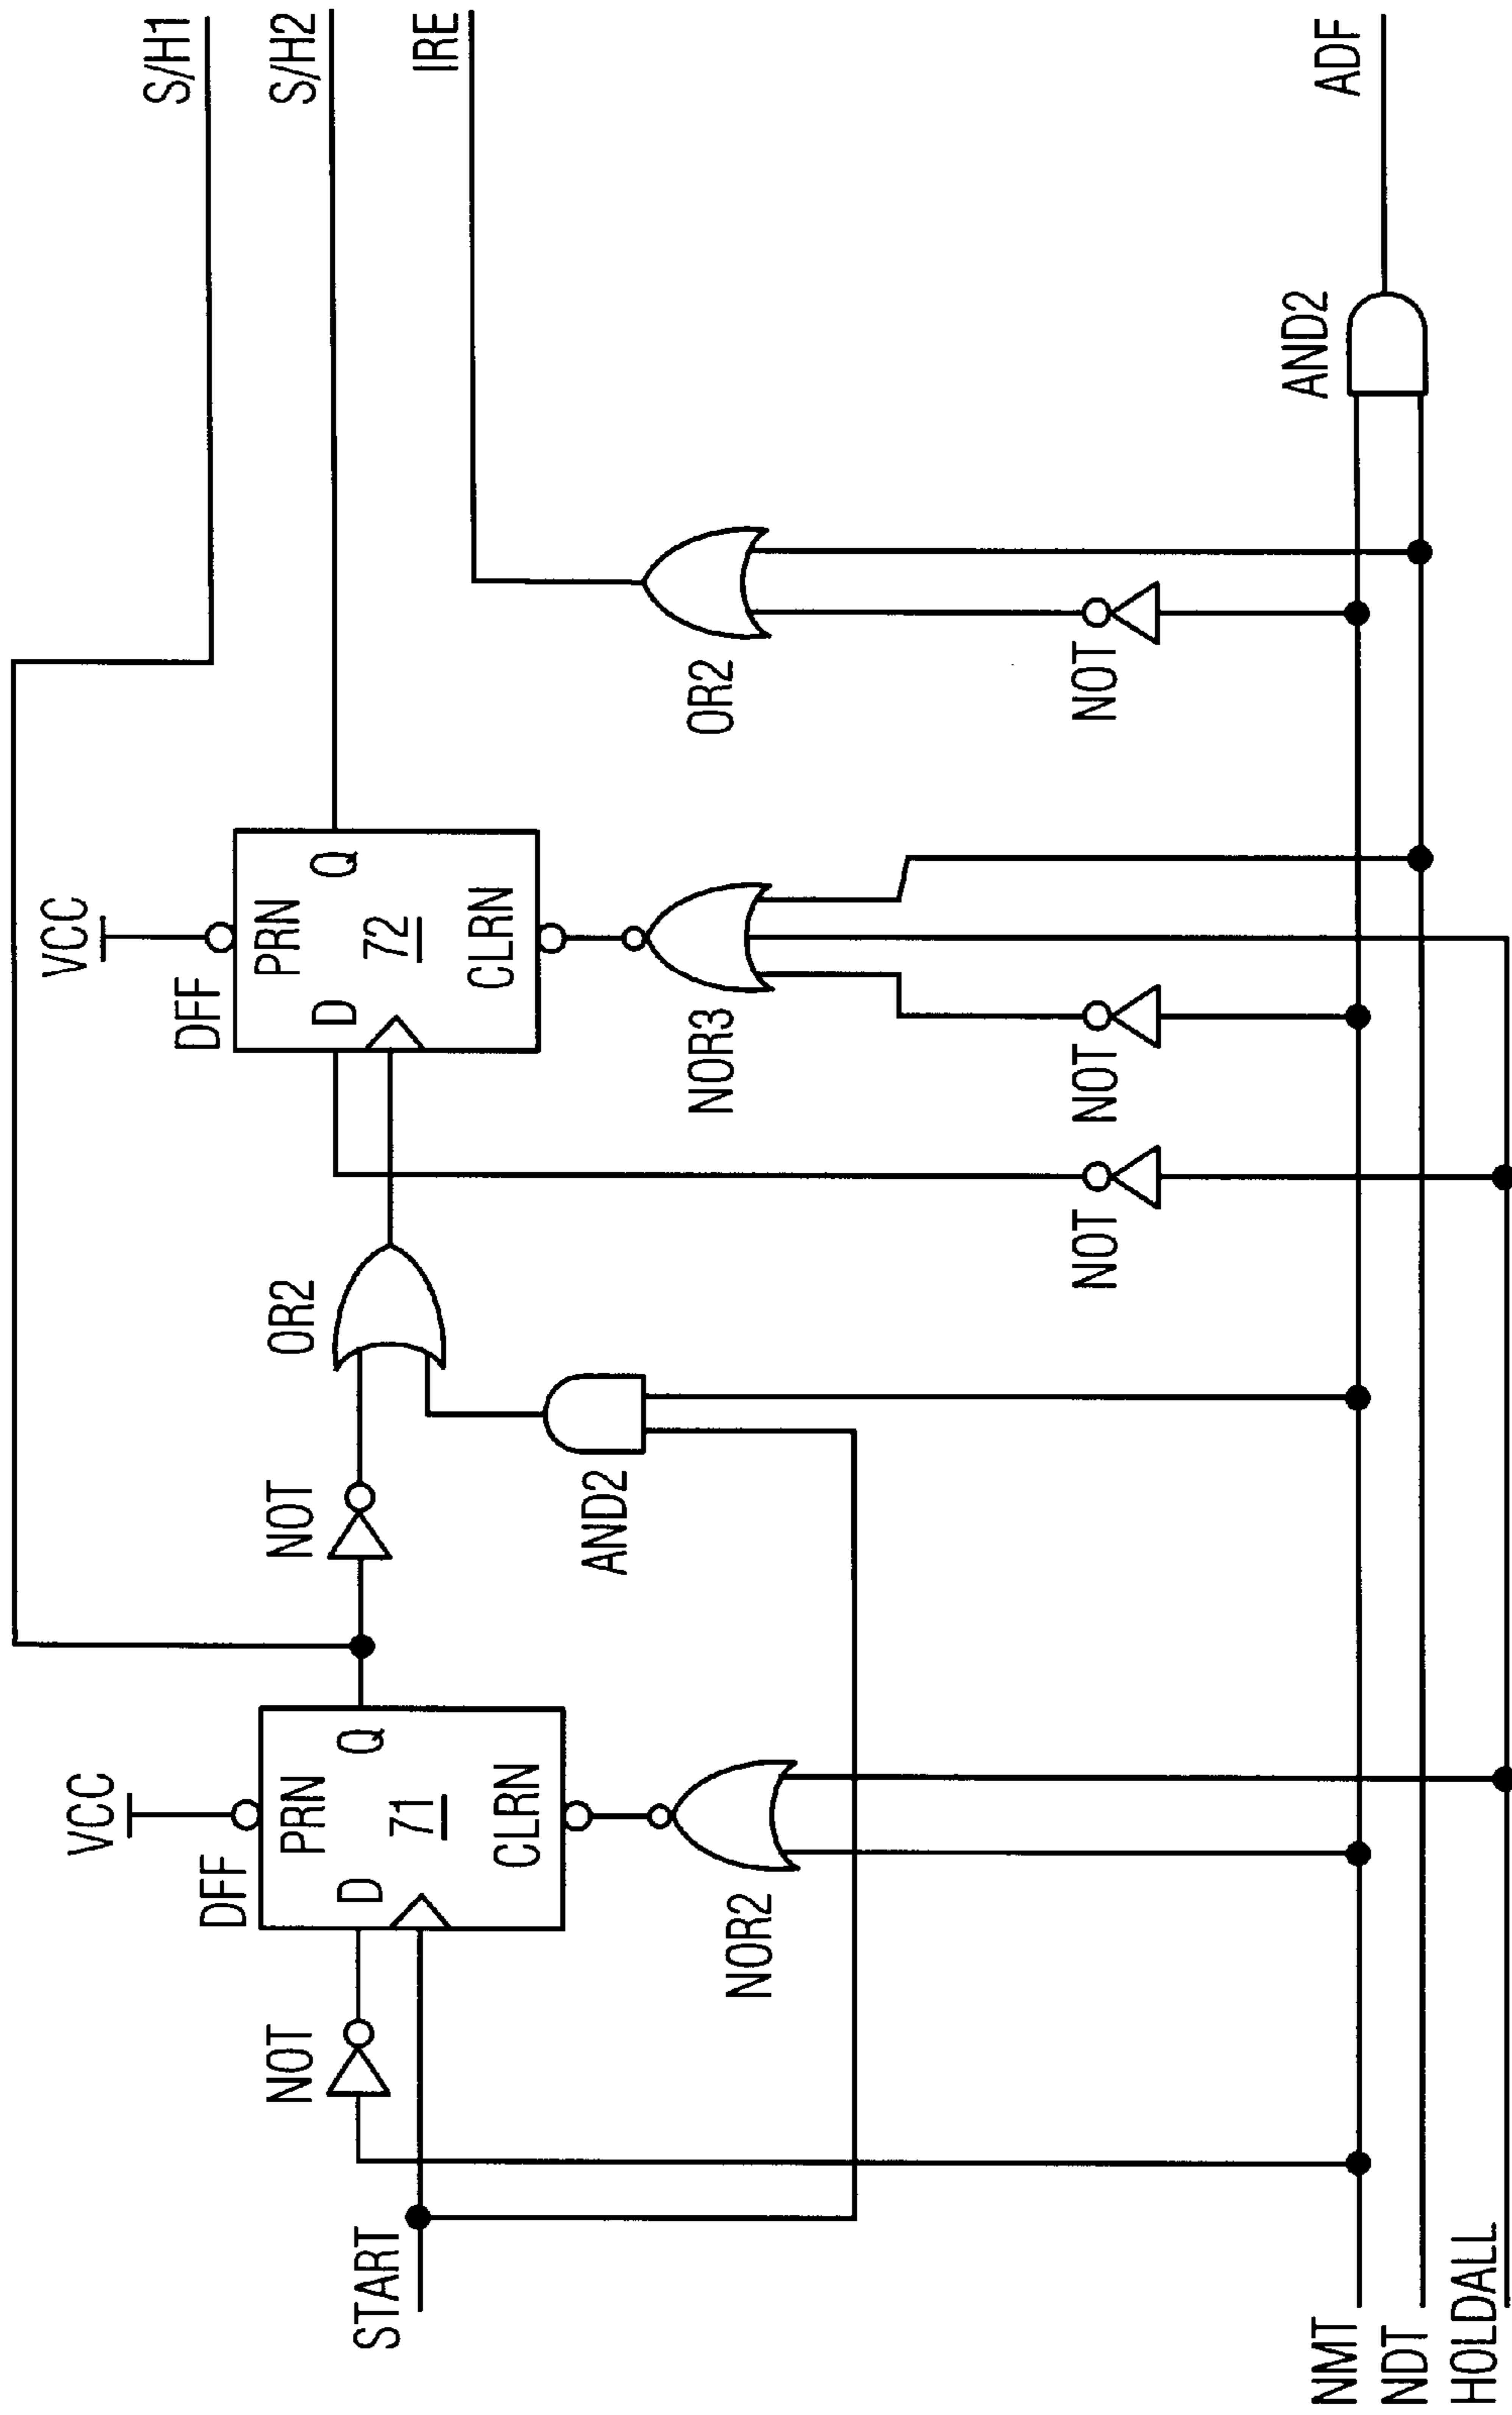 S/H1
S/H2
IRE
ADF
VCC
DFF
PRN
D
Q
72
CLRN
VCC
DFF
PRN
D
Q
71
CLRN
NOT
NOT
OR2
AND2
NOR2
NOR3
OR2
NOT
NOT
NOT
AND2
START
NMT
NDT
HOLDALL